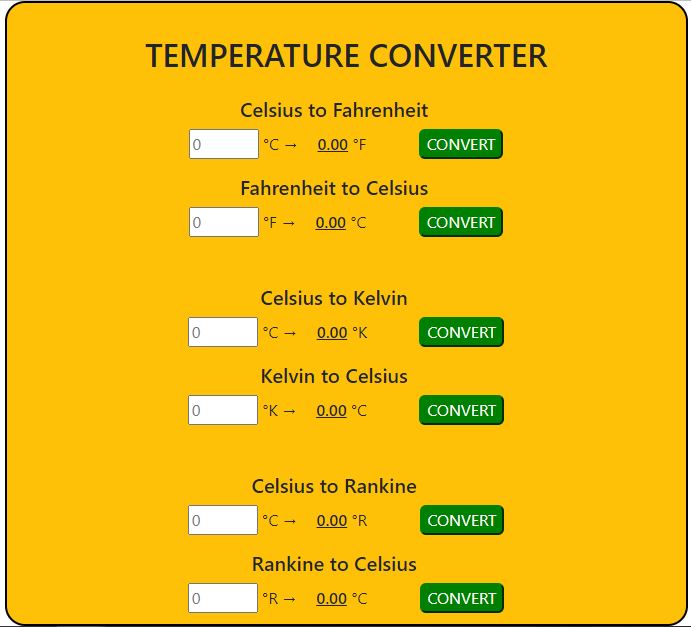 TEMPERATURE CONVERTER
Celsius to Fahrenheit
0 °C → 0.00 °F CONVERT
Fahrenheit to Celsius
0 °F → 0.00 °C CONVERT
Celsius to Kelvin
0 °C → 0.00 °K CONVERT
Kelvin to Celsius
0 °K → 0.00 °C CONVERT
Celsius to Rankine
0 °C → 0.00 °R CONVERT
Rankine to Celsius
0 °R → 0.00 °C CONVERT